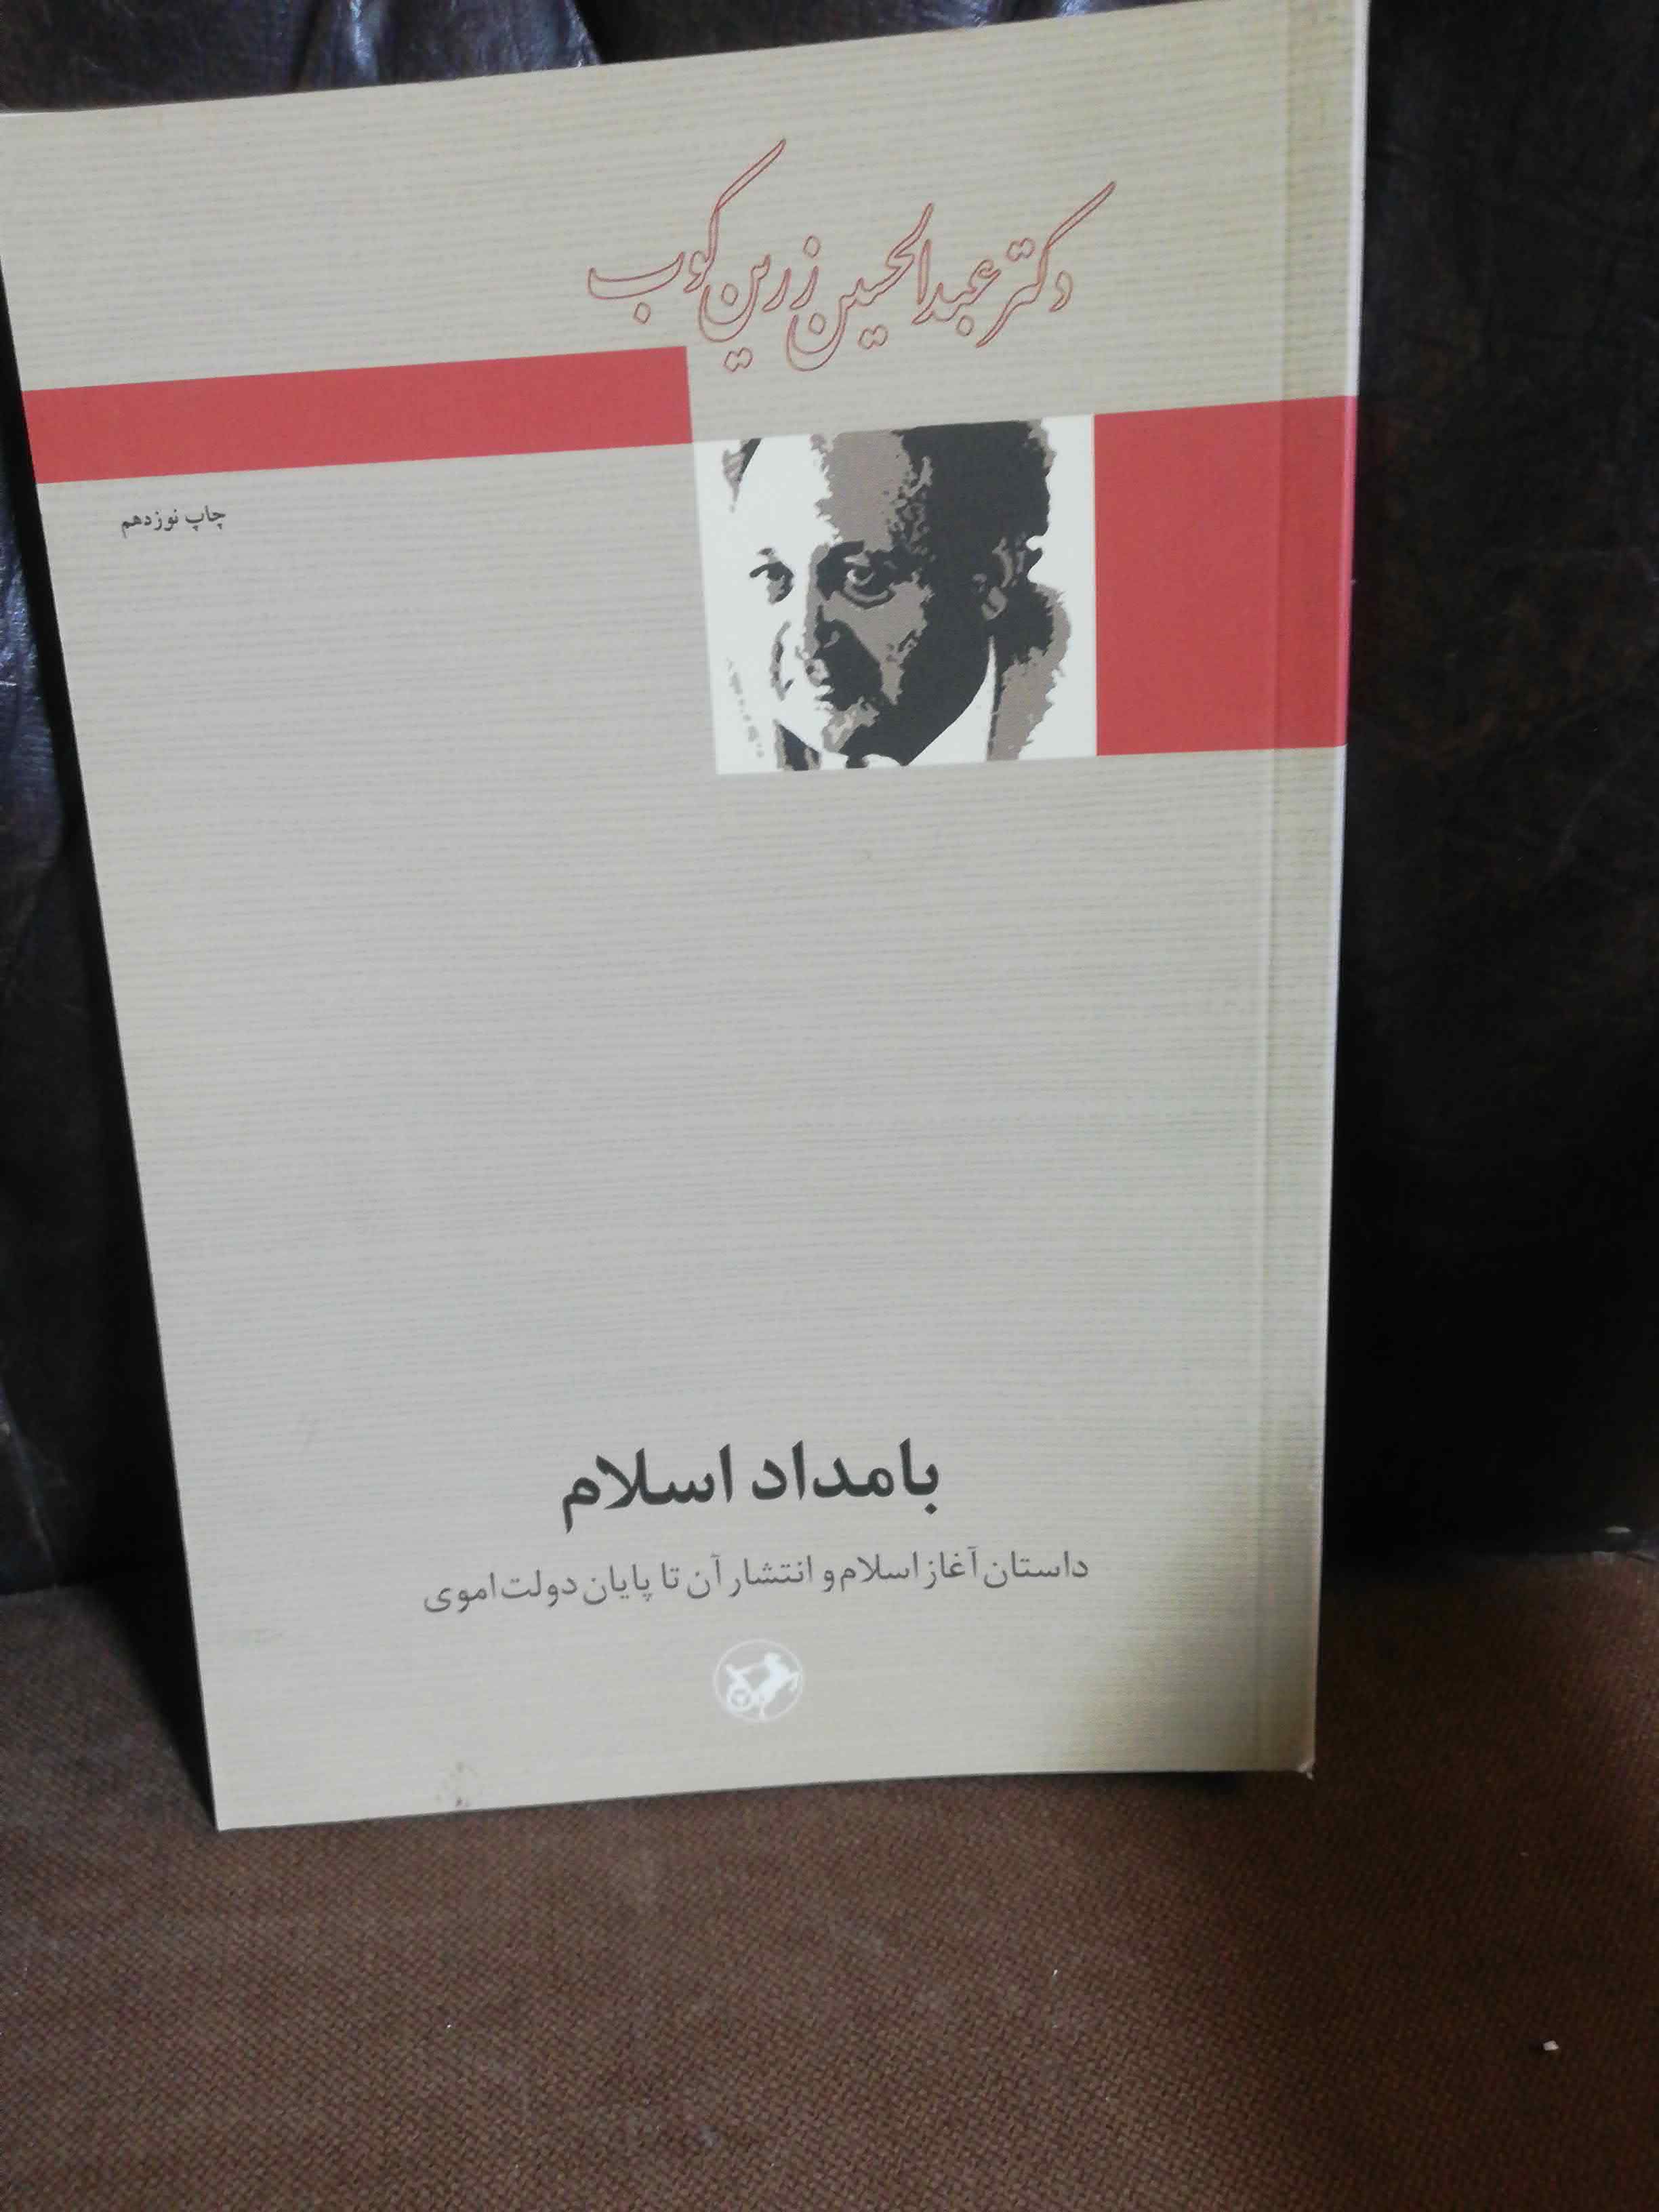 دکتر عبدالحسین زرین‌کوب
چاپ نوزدهم
بامداد اسلام
داستان آغاز اسلام و انتشار آن تا پایان دولت اموی